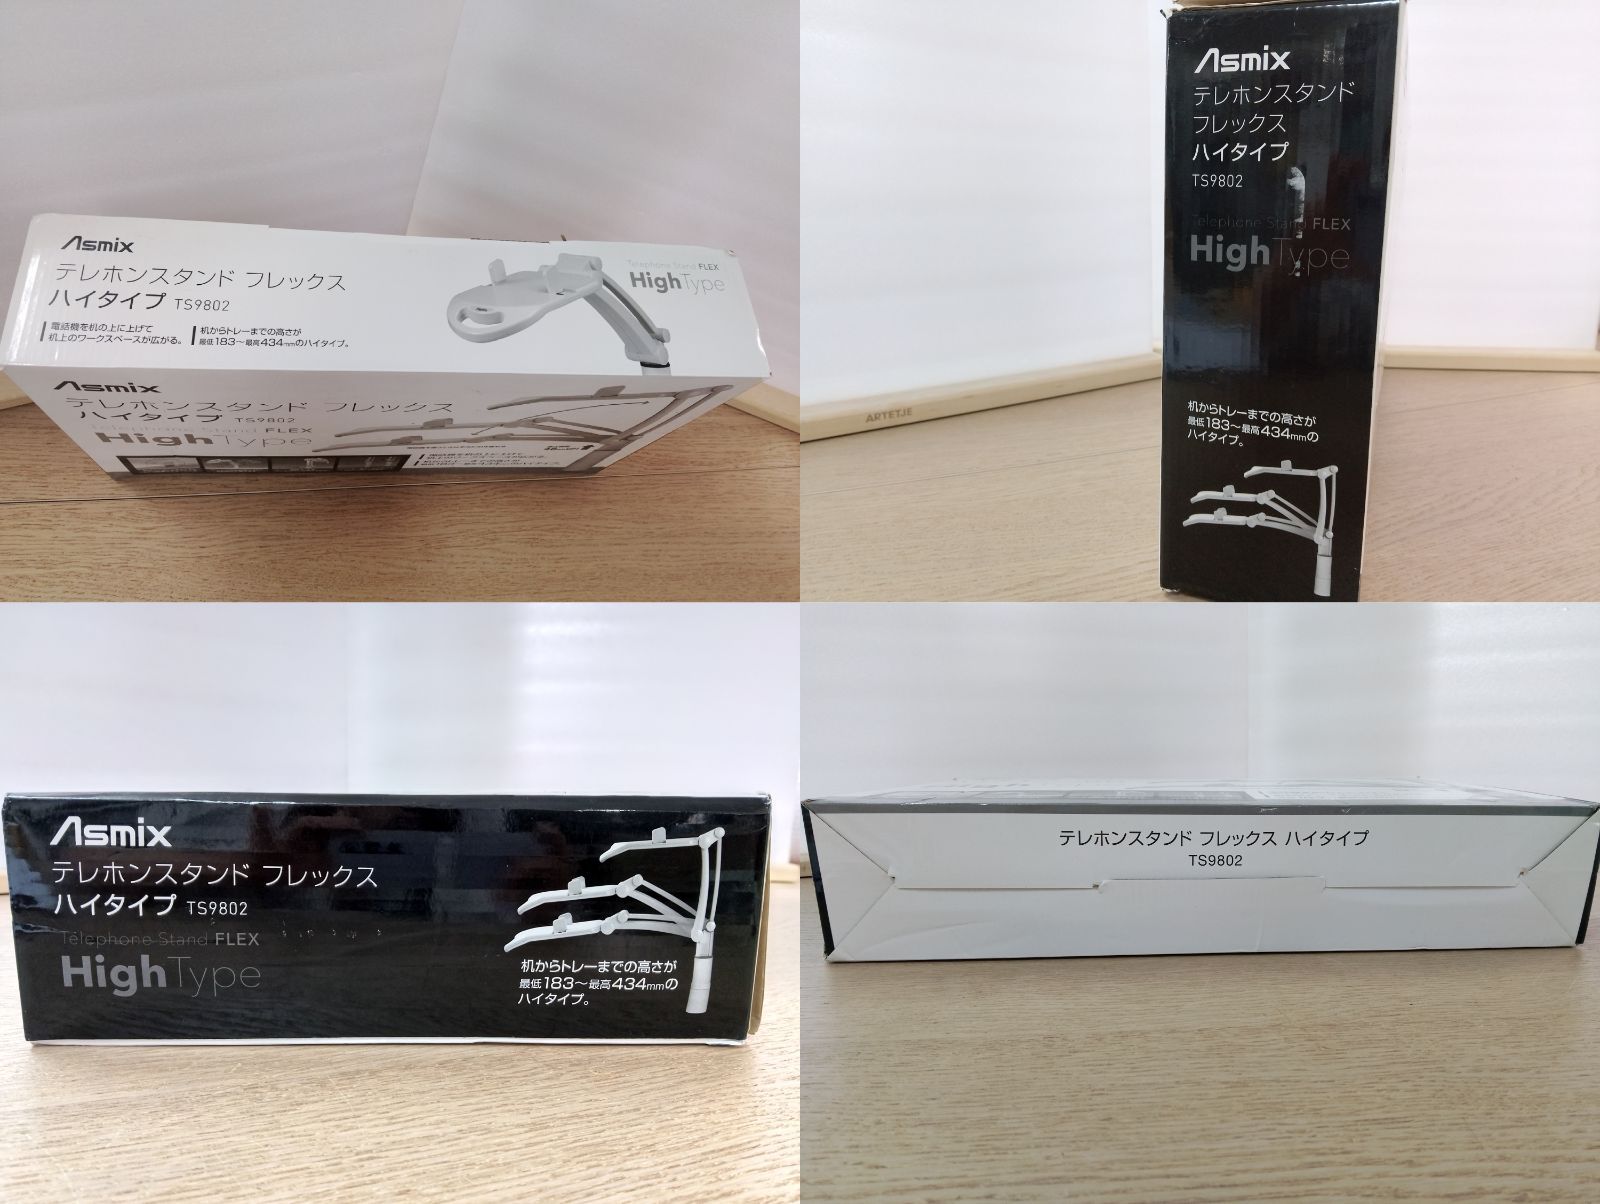 Asmix
テレホンスタンド フレックス
ハイタイプ TS9802
電話機を机の上に上げて
机上のワークスペースが広がる。
机からトレーまでの高さが
最低183～最高434mmのハイタイプ。
Telephone Stand FLEX
HighType
Asmix
テレホンスタンド フレックス
ハイタイプ TS9802
Telephone Stand FLEX
HighType
Asmix
テレホンスタンド
フレックス
ハイタイプ
TS9802
Telephone Stand FLEX
HighType
机からトレーまでの高さが
最低183～最高434mmの
ハイタイプ。
ARTETJE
Asmix
テレホンスタンド フレックス
ハイタイプ TS9802
Telephone Stand FLEX
HighType
机からトレーまでの高さが
最低183～最高434mmの
ハイタイプ。
テレホンスタンド フレックス ハイタイプ
TS9802